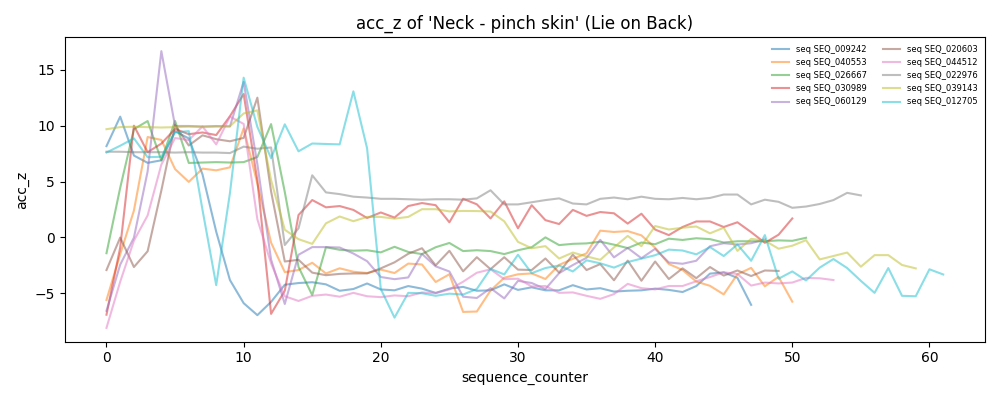 acc_z of 'Neck - pinch skin' (Lie on Back)
seq SEQ_009242
seq SEQ_040553
seq SEQ_026667
seq SEQ_030989
seq SEQ_060129
seq SEQ_020603
seq SEQ_044512
seq SEQ_022976
seq SEQ_039143
seq SEQ_012705
acc_z
15
10
5
0
−5
0 10 20 30 40 50 60
sequence_counter